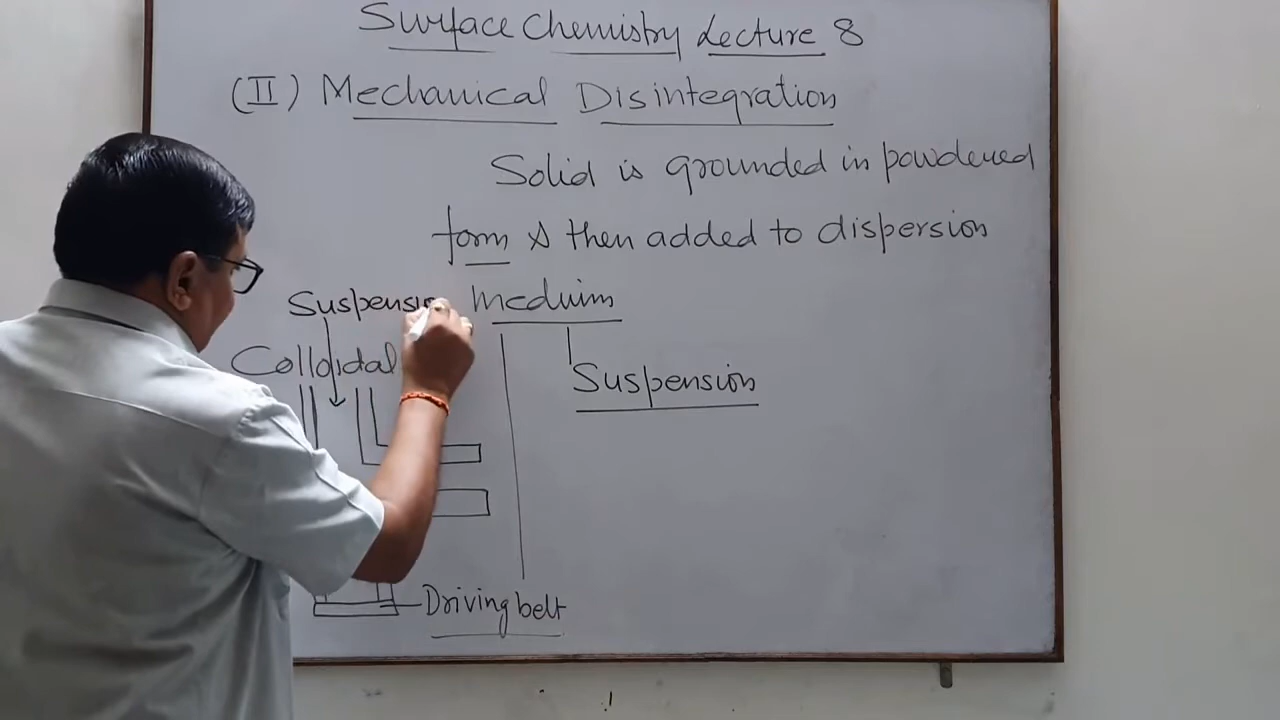 Surface Chemistry Lecture 8
(II) Mechanical Disintegration
Solid is grounded in powdered
form & then added to dispersion
medium
Suspension
Suspensio
Colloidal
Driving belt